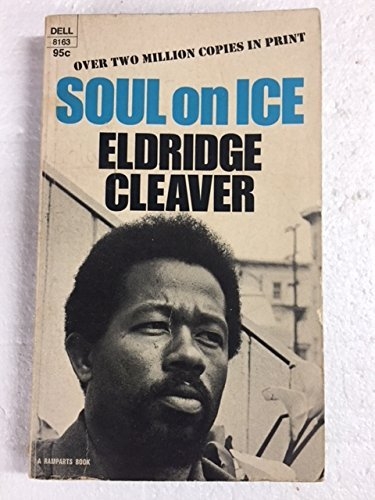 DELL
8163
95c
OVER TWO MILLION COPIES IN PRINT
SOUL on ICE
ELDRIDGE
CLEAVER
A RAMPARTS BOOK